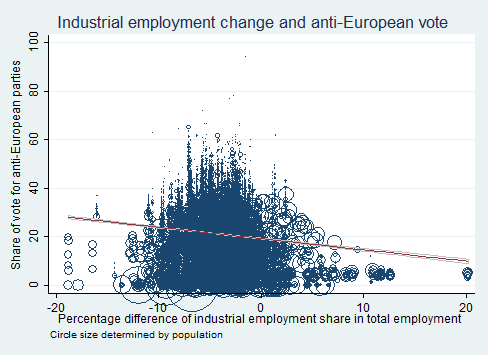 Industrial employment change and anti-European vote
Share of vote for anti-European parties
100
80
60
40
20
0
-20
-10
0
10
20
Percentage difference of industrial employment share in total employment
Circle size determined by population